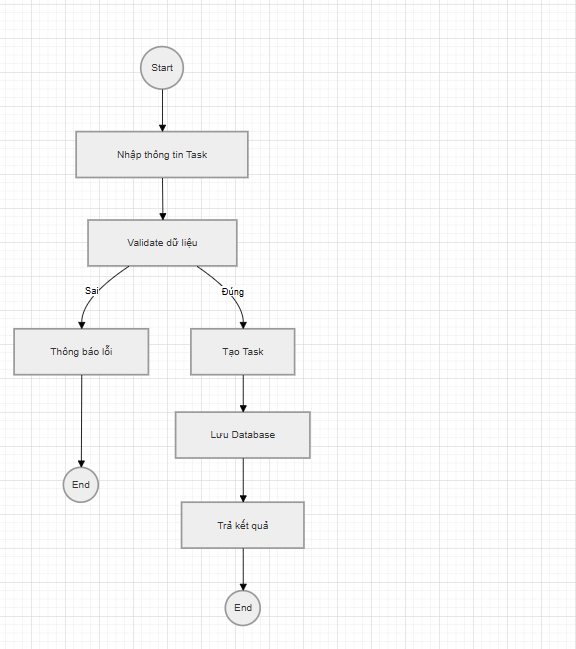 Start
Nhập thông tin Task
Validate dữ liệu
Sai
Đúng
Thông báo lỗi
Tạo Task
Lưu Database
End
Trả kết quả
End